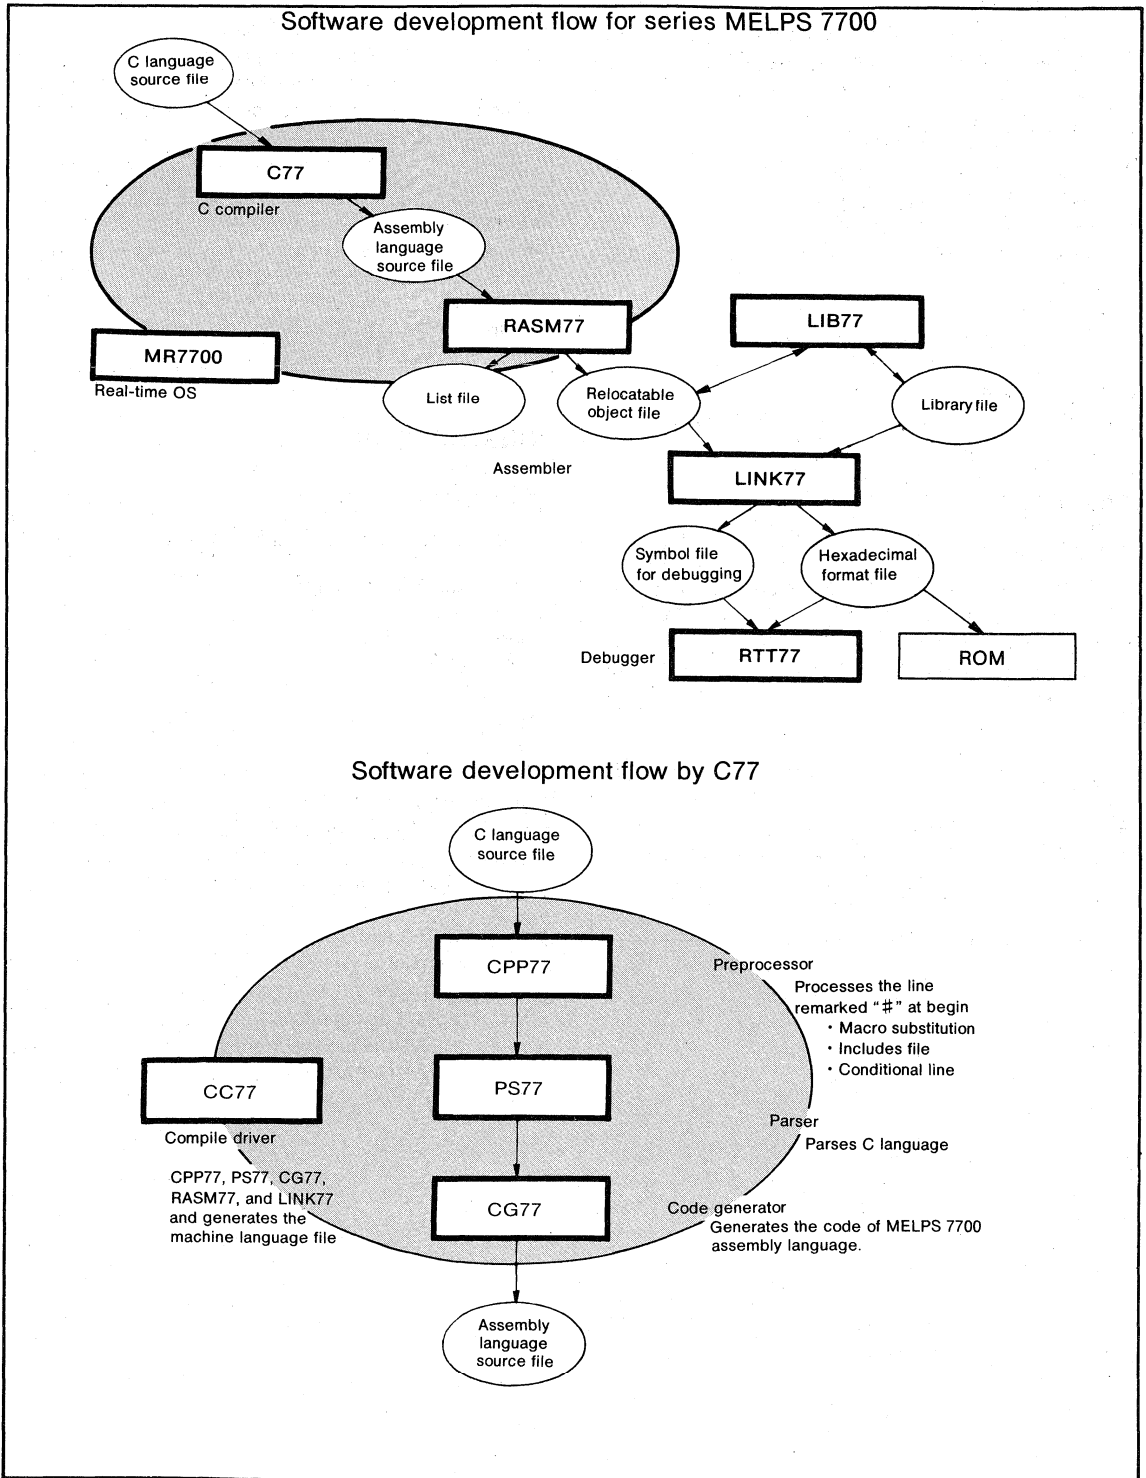 Software development flow for series MELPS 7700
C language
source file
C77
C compiler
Assembly
language
source file
RASM77
LIB77
MR7700
Real-time OS
List file
Relocatable
object file
Library file
Assembler
LINK77
Symbol file
for debugging
Hexadecimal
format file
Debugger
RTT77
ROM
Software development flow by C77
C language
source file
CPP77
Preprocessor
Processes the line
remarked "#" at begin
· Macro substitution
· Includes file
· Conditional line
CC77
PS77
Compile driver
Parser
Parses C language
CPP77, PS77, CG77,
RASM77, and LINK77
and generates the
machine language file
CG77
Code generator
Generates the code of MELPS 7700
assembly language.
Assembly
language
source file